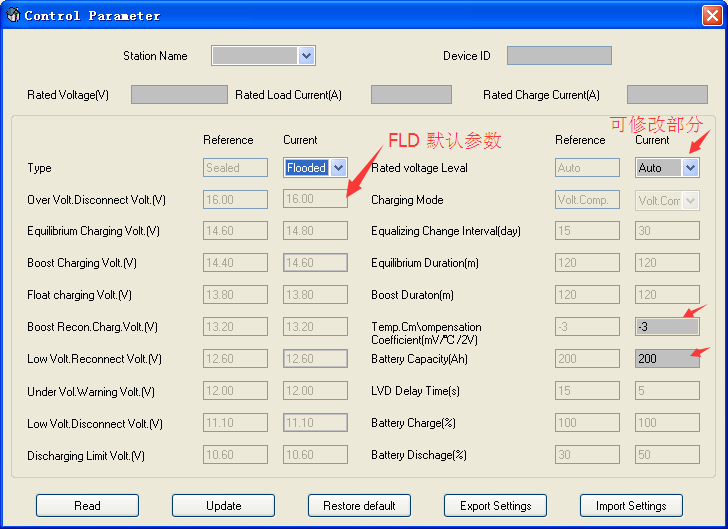 Control Parameter
Station Name Device ID
Rated Voltage(V) Rated Load Current(A) Rated Charge Current(A)
FLD 默认参数
可修改部分
Reference Current Reference Current
Type Sealed Flooded Rated voltage Leval Auto Auto
Over Volt.Disconnect Volt.(V) 16.00 16.00 Charging Mode Volt.Comp. Volt.Com
Equilibrium Charging Volt.(V) 14.60 14.80 Equalizing Change Interval(day) 15 30
Boost Charging Volt.(V) 14.40 14.60 Equilibrium Duration(m) 120 120
Float charging Volt.(V) 13.80 13.80 Boost Duraton(m) 120 120
Boost Recon.Charg.Volt.(V) 13.20 13.20 Temp.Cm\ompensation
Coefficient(mV/℃/2V) -3 -3
Low Volt.Reconnect Volt.(V) 12.60 12.60 Battery Capacity(Ah) 200 200
Under Vol.Warning Volt.(V) 12.00 12.00 LVD Delay Time(s) 15 5
Low Volt.Disconnect Volt.(V) 11.10 11.10 Battery Charge(%) 100 100
Discharging Limit Volt.(V) 10.60 10.60 Battery Dischage(%) 30 50
Read Update Restore default Export Settings Import Settings